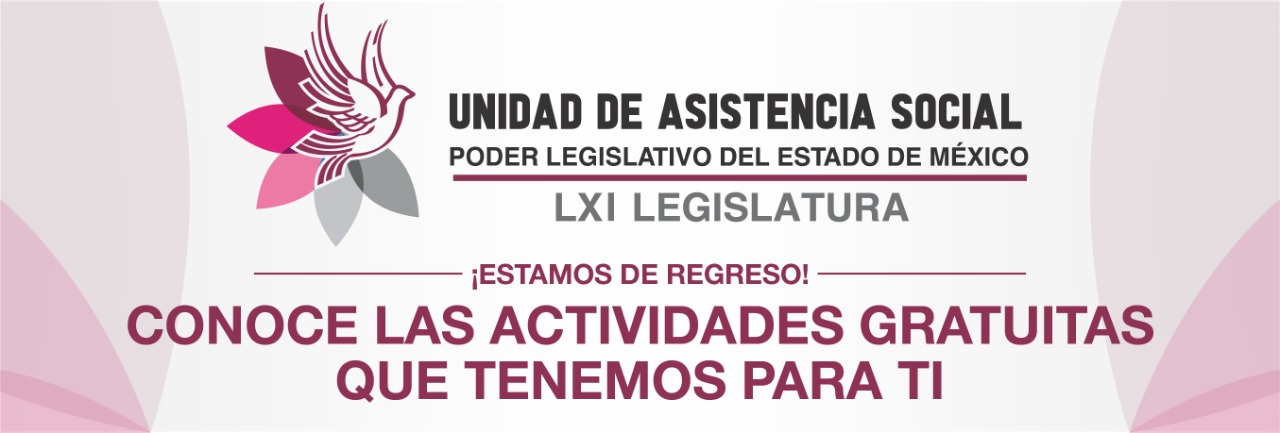 UNIDAD DE ASISTENCIA SOCIAL
PODER LEGISLATIVO DEL ESTADO DE MÉXICO
LXI LEGISLATURA
¡ESTAMOS DE REGRESO!
CONOCE LAS ACTIVIDADES GRATUITAS
QUE TENEMOS PARA TI